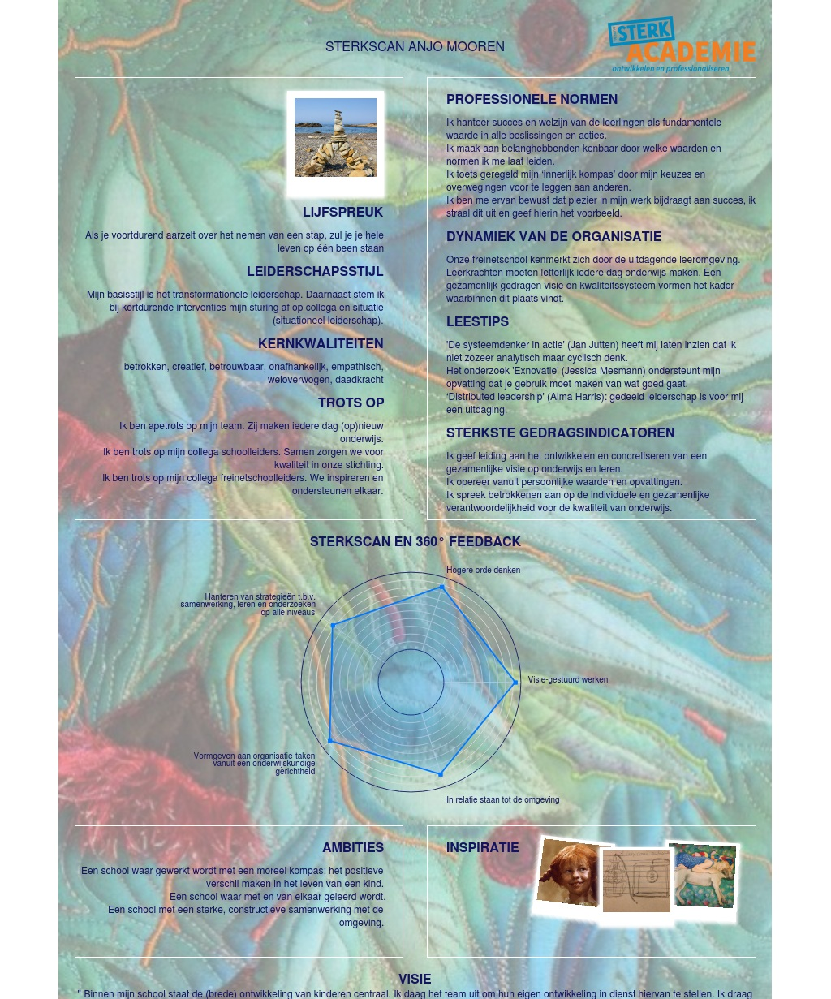 STERKSCAN ANJO MOOREN
STERK
ACADEMIE
ontwikkelen en professionaliseren
LIJFSPREUK
Als je voortdurend aarzelt over het nemen van een stap, zul je je hele
leven op één been staan
LEIDERSCHAPSSTIJL
Mijn basisstijl is het transformationele leiderschap. Daarnaast stem ik
bij kortdurende interventies mijn sturing af op collega en situatie
(situationeel leiderschap).
KERNKWALITEITEN
betrokken, creatief, betrouwbaar, onafhankelijk, empathisch,
weloverwogen, daadkracht
TROTS OP
Ik ben apetrots op mijn team. Zij maken iedere dag (op)nieuw
onderwijs.
Ik ben trots op mijn collega schoolleiders. Samen zorgen we voor
kwaliteit in onze stichting.
Ik ben trots op mijn collega freinetschoolleiders. We inspireren en
ondersteunen elkaar.
PROFESSIONELE NORMEN
Ik hanteer succes en welzijn van de leerlingen als fundamentele
waarde in alle beslissingen en acties.
Ik maak aan belanghebbenden kenbaar door welke waarden en
normen ik me laat leiden.
Ik toets geregeld mijn 'innerlijk kompas' door mijn keuzes en
overwegingen voor te leggen aan anderen.
Ik ben me ervan bewust dat plezier in mijn werk bijdraagt aan succes, ik
straal dit uit en geef hierin het voorbeeld.
DYNAMIEK VAN DE ORGANISATIE
Onze freinetschool kenmerkt zich door de uitdagende leeromgeving.
Leerkrachten moeten letterlijk iedere dag onderwijs maken. Een
gezamenlijk gedragen visie en kwaliteitssysteem vormen het kader
waarbinnen dit plaats vindt.
LEESTIPS
'De systeemdenker in actie' (Jan Jutten) heeft mij laten inzien dat ik
niet zozeer analytisch maar cyclisch denk.
Het onderzoek 'Exnovatie' (Jessica Mesmann) ondersteunt mijn
opvatting dat je gebruik moet maken van wat goed gaat.
'Distributed leadership' (Alma Harris): gedeeld leiderschap is voor mij
een uitdaging.
STERKSTE GEDRAGSINDICATOREN
Ik geef leiding aan het ontwikkelen en concretiseren van een
gezamenlijke visie op onderwijs en leren.
Ik opereer vanuit persoonlijke waarden en opvattingen.
Ik spreek betrokkenen aan op de individuele en gezamenlijke
verantwoordelijkheid voor de kwaliteit van onderwijs.
STERKSCAN EN 360° FEEDBACK
Hogere orde denken
Hanteren van strategieën t.b.v.
samenwerking, leren en onderzoeken
op alle niveaus
Visie-gestuurd werken
Vormgeven aan organisatie-taken
vanuit een onderwijskundige
gerichtheid
In relatie staan tot de omgeving
AMBITIES
Een school waar gewerkt wordt met een moreel kompas: het positieve
verschil maken in het leven van een kind.
Een school waar met en van elkaar geleerd wordt.
Een school met een sterke, constructieve samenwerking met de
omgeving.
INSPIRATIE
VISIE
" Binnen mijn school staat de (brede) ontwikkeling van kinderen centraal. Ik daag het team uit om hun eigen ontwikkeling in dienst hiervan te stellen. Ik draag